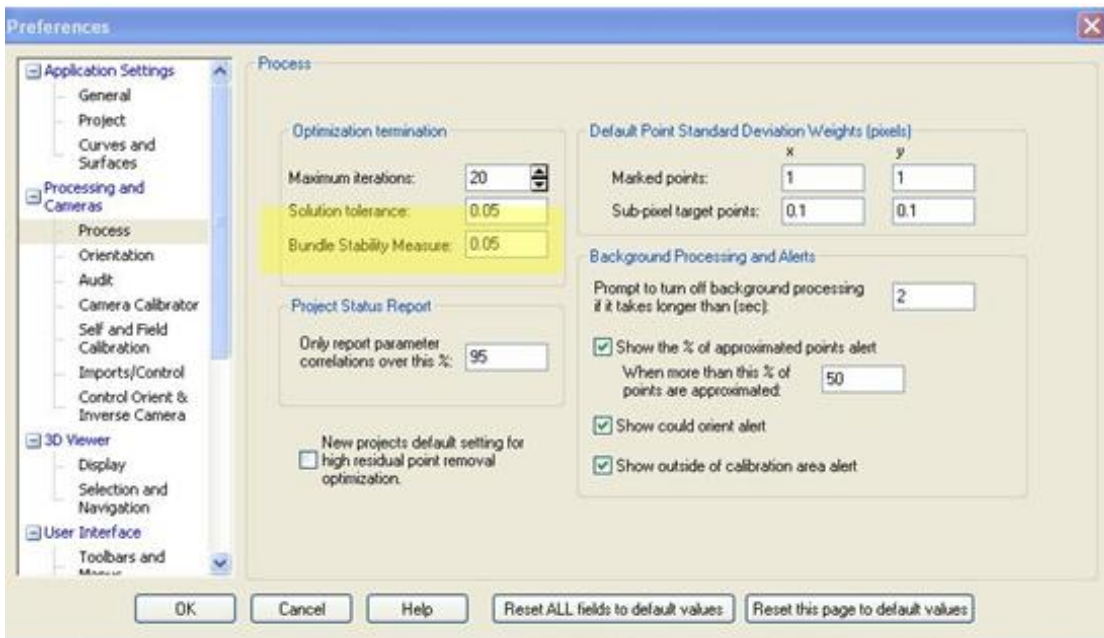 Preferences
Application Settings
General
Project
Curves and
Surfaces
Processing and
Cameras
Process
Orientation
Audit
Camera Calibrator
Self and Field
Calibration
Imports/Control
Control Orient &
Inverse Camera
3D Viewer
Display
Selection and
Navigation
User Interface
Toolbars and
Menus
Process
Optimization termination
Maximum iterations: 20
Solution tolerance: 0.05
Bundle Stability Measure: 0.05
Project Status Report
Only report parameter
correlations over this %: 95
New projects default setting for
high residual point removal
optimization.
Default Point Standard Deviation Weights (pixels)
x y
Marked points: 1 1
Sub-pixel target points: 0.1 0.1
Background Processing and Alerts
Prompt to turn off background processing
if it takes longer than (sec): 2
Show the % of approximated points alert
When more than this % of
points are approximated: 50
Show could orient alert
Show outside of calibration area alert
OK Cancel Help Reset ALL fields to default values Reset this page to default values